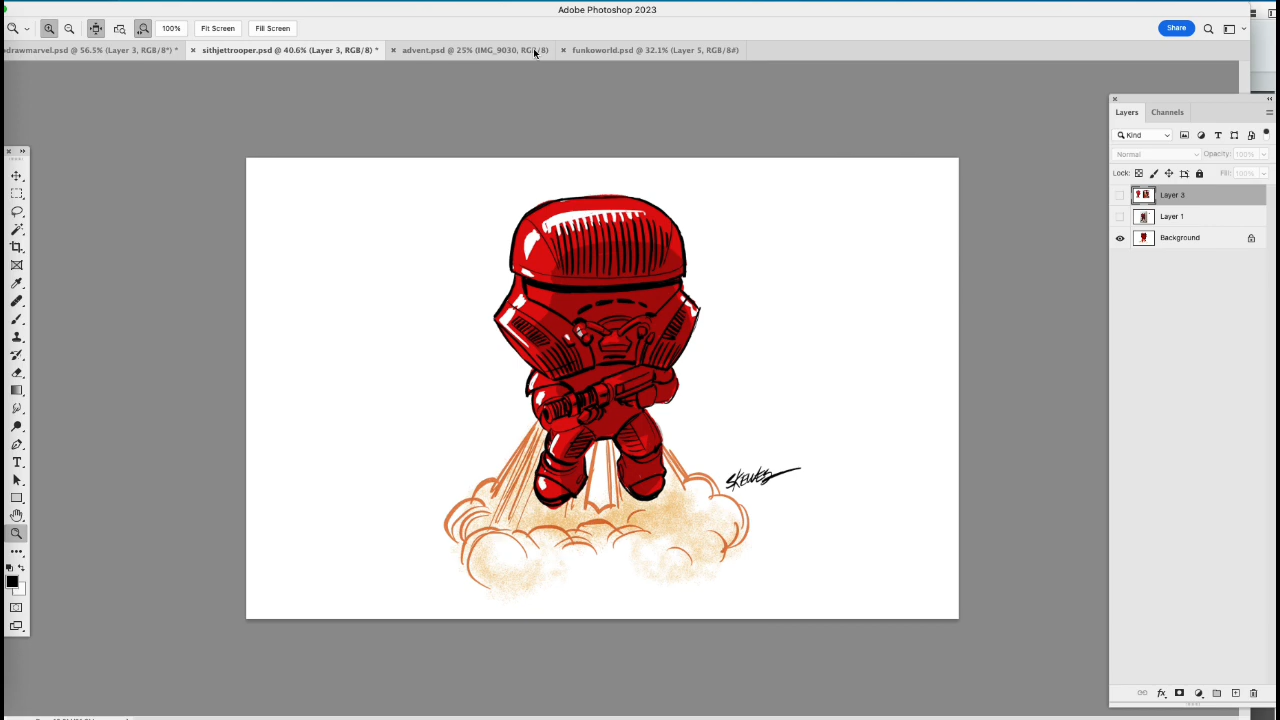 Adobe Photoshop 2023
100%
Fit Screen
Fill Screen
Share
drawmarvel.psd @ 56.5% (Layer 3, RGB/8*) *
sithjettrooper.psd @ 40.6% (Layer 3, RGB/8) *
advent.psd @ 25% (IMG_9030, RGB/8)
funkoworld.psd @ 32.1% (Layer 5, RGB/8#)
Layers
Channels
Kind
Normal
Opacity: 100%
Lock:
Fill: 100%
Layer 3
Layer 1
Background
SKEWES